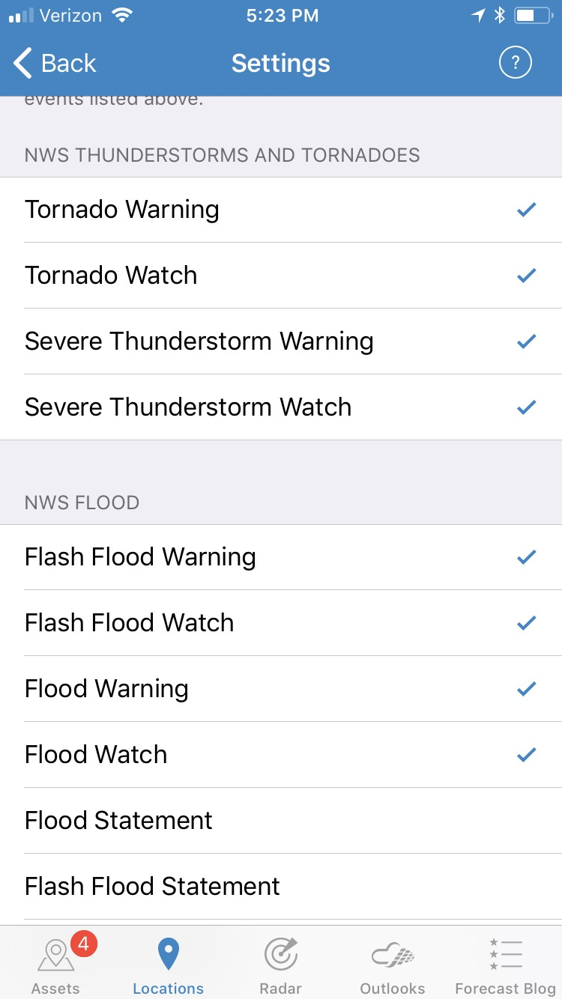 Verizon 5:23 PM
Back Settings ?
events listed above.
NWS THUNDERSTORMS AND TORNADOES
Tornado Warning
Tornado Watch
Severe Thunderstorm Warning
Severe Thunderstorm Watch
NWS FLOOD
Flash Flood Warning
Flash Flood Watch
Flood Warning
Flood Watch
Flood Statement
Flash Flood Statement
4
Assets Locations Radar Outlooks Forecast Blog